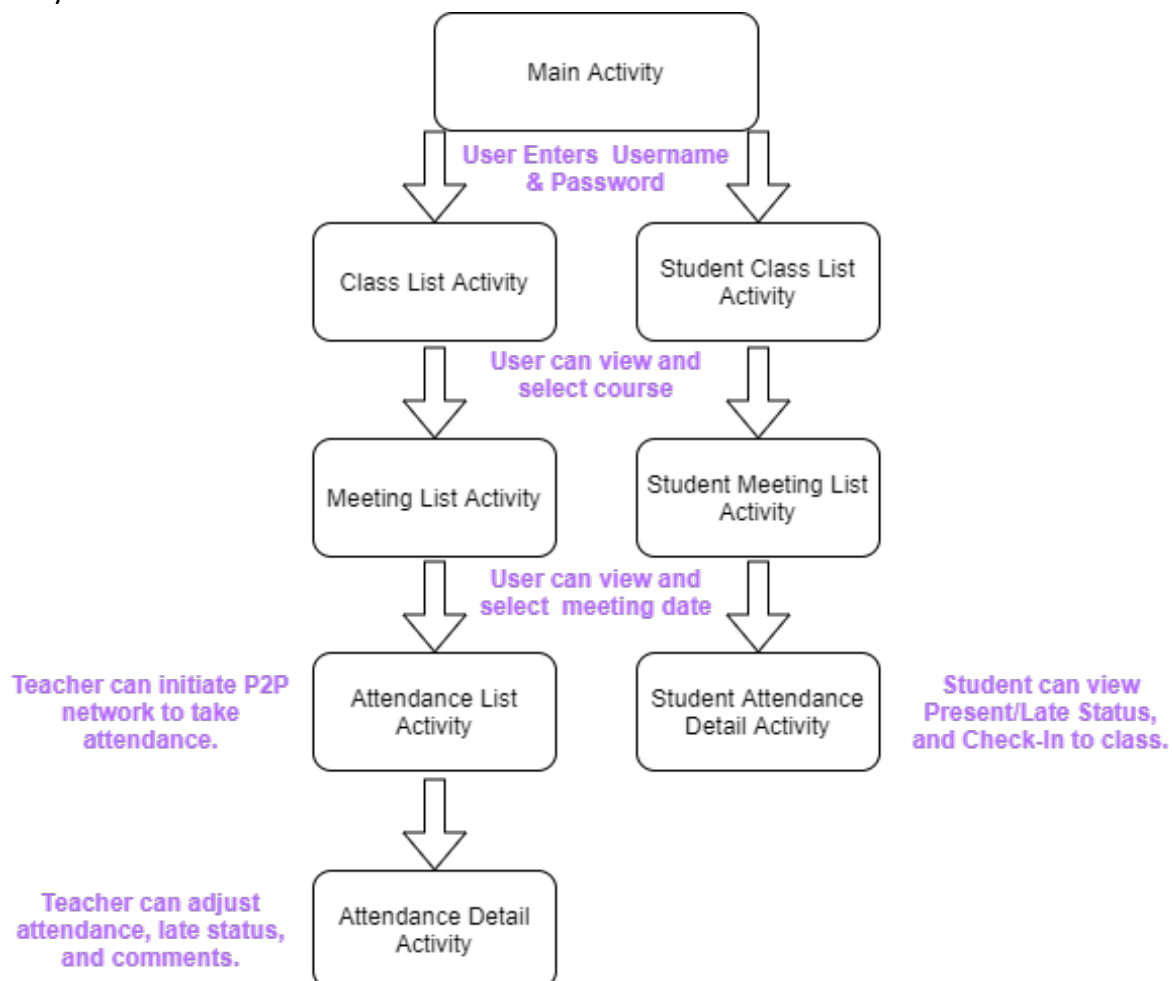 Main Activity
User Enters Username
& Password
Class List Activity
Student Class List
Activity
User can view and
select course
Meeting List Activity
Student Meeting List
Activity
User can view and
select meeting date
Teacher can initiate P2P
network to take
attendance.
Attendance List
Activity
Student Attendance
Detail Activity
Student can view
Present/Late Status,
and Check-In to class.
Teacher can adjust
attendance, late status,
and comments.
Attendance Detail
Activity